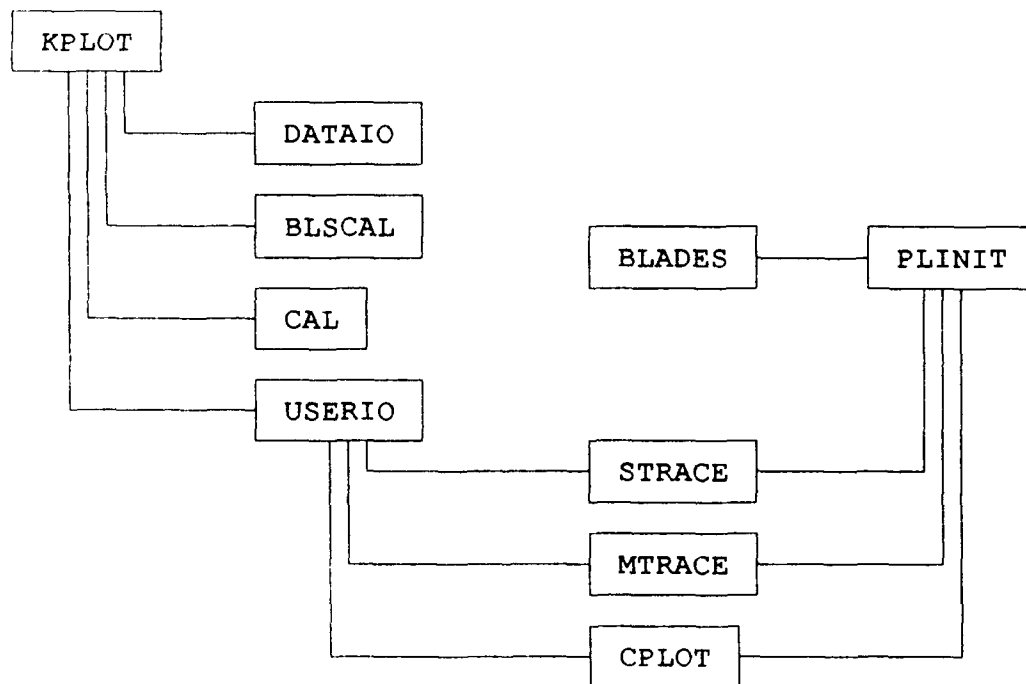 KPLOT
DATAIO
BLSCAL
BLADES
PLINIT
CAL
USERIO
STRACE
MTRACE
CPLOT